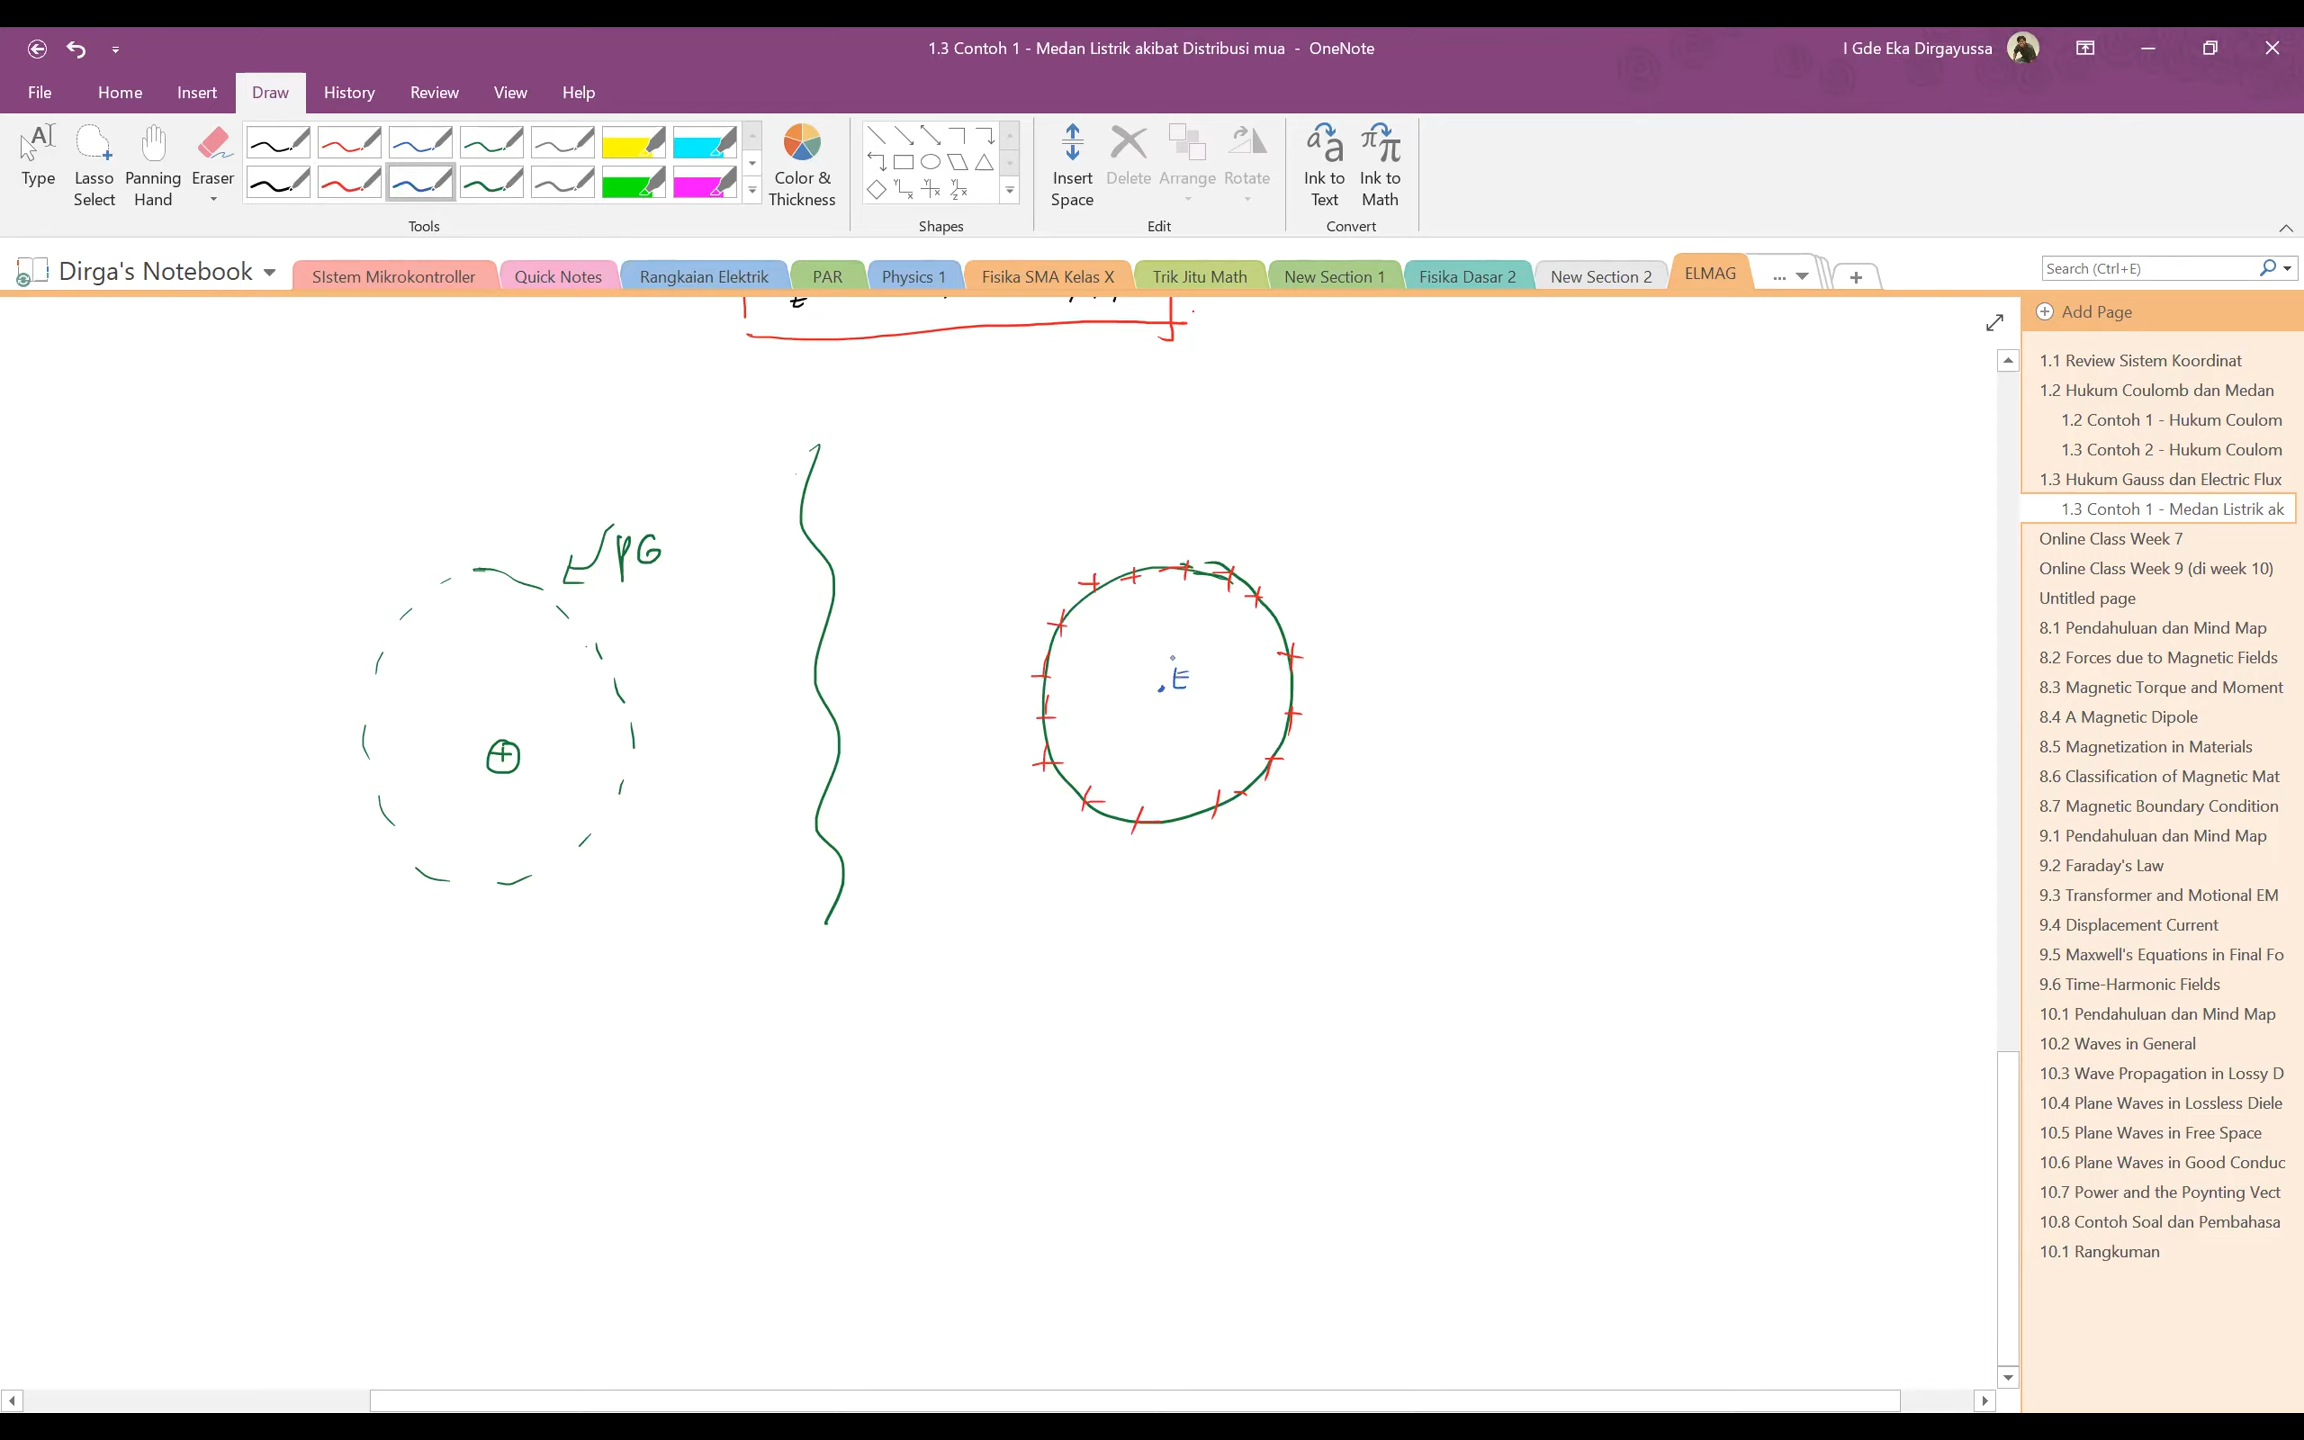 1.3 Contoh 1 - Medan Listrik akibat Distribusi mua - OneNote
I Gde Eka Dirgayussa
File Home Insert Draw History Review View Help
Type
Lasso Select
Panning Hand
Eraser
Color & Thickness
Insert Space
Delete
Arrange
Rotate
Ink to Text
Ink to Math
Tools Shapes Edit Convert
Dirga's Notebook
SIstem Mikrokontroller Quick Notes Rangkaian Elektrik PAR Physics 1 Fisika SMA Kelas X Trik Jitu Math New Section 1 Fisika Dasar 2 New Section 2 ELMAG ...
Search (Ctrl+E)
PG
+
.E
Add Page
1.1 Review Sistem Koordinat
1.2 Hukum Coulomb dan Medan
1.2 Contoh 1 - Hukum Coulom
1.3 Contoh 2 - Hukum Coulom
1.3 Hukum Gauss dan Electric Flux
1.3 Contoh 1 - Medan Listrik ak
Online Class Week 7
Online Class Week 9 (di week 10)
Untitled page
8.1 Pendahuluan dan Mind Map
8.2 Forces due to Magnetic Fields
8.3 Magnetic Torque and Moment
8.4 A Magnetic Dipole
8.5 Magnetization in Materials
8.6 Classification of Magnetic Mat
8.7 Magnetic Boundary Condition
9.1 Pendahuluan dan Mind Map
9.2 Faraday's Law
9.3 Transformer and Motional EM
9.4 Displacement Current
9.5 Maxwell's Equations in Final Fo
9.6 Time-Harmonic Fields
10.1 Pendahuluan dan Mind Map
10.2 Waves in General
10.3 Wave Propagation in Lossy D
10.4 Plane Waves in Lossless Diele
10.5 Plane Waves in Free Space
10.6 Plane Waves in Good Conduc
10.7 Power and the Poynting Vect
10.8 Contoh Soal dan Pembahasa
10.1 Rangkuman